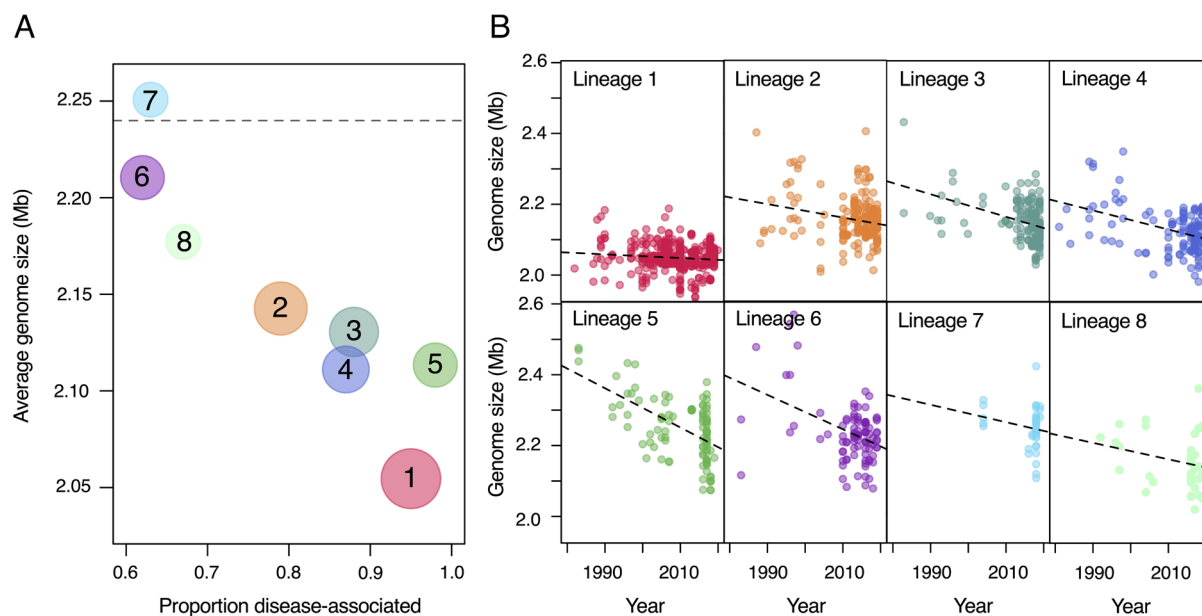 A
Average genome size (Mb)
2.25
2.20
2.15
2.10
2.05
7
6
8
2
3
4
5
1
0.6 0.7 0.8 0.9 1.0
Proportion disease-associated
B
Genome size (Mb)
2.6
2.4
2.2
2.0
Lineage 1 Lineage 2 Lineage 3 Lineage 4
Genome size (Mb)
2.6
2.4
2.2
2.0
Lineage 5 Lineage 6 Lineage 7 Lineage 8
1990 2010 1990 2010 1990 2010 1990 2010
Year Year Year Year